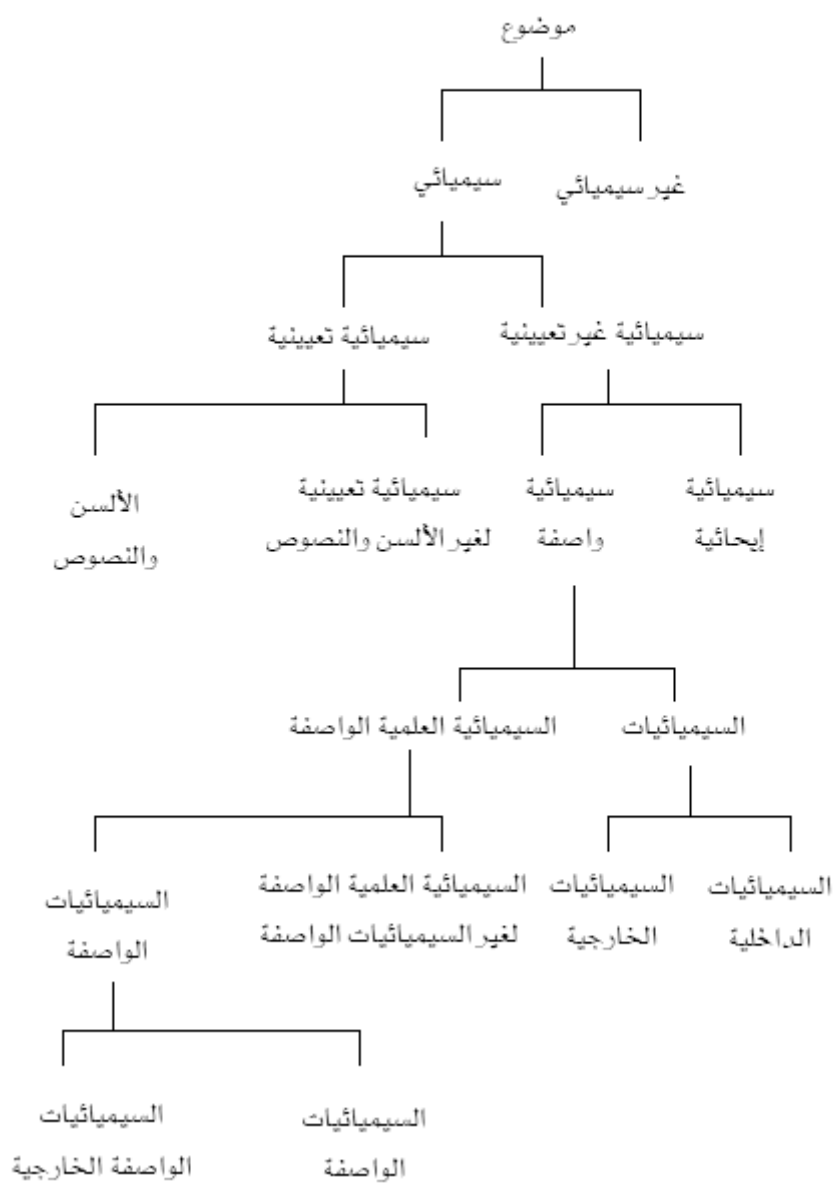 موضوع
غير سيميائي
سيميائي
سيميائية غير تعيينية
سيميائية تعيينية
سيميائية
إيحائية
سيميائية
واصفة
سيميائية تعيينية
لغير الألسن والنصوص
الألسن
والنصوص
السيميائيات
السيميائية العلمية الواصفة
السيميائيات
الداخلية
السيميائيات
الخارجية
السيميائية العلمية الواصفة
لغير السيميائيات الواصفة
السيميائيات
الواصفة
السيميائيات
الواصفة
السيميائيات
الواصفة الخارجية